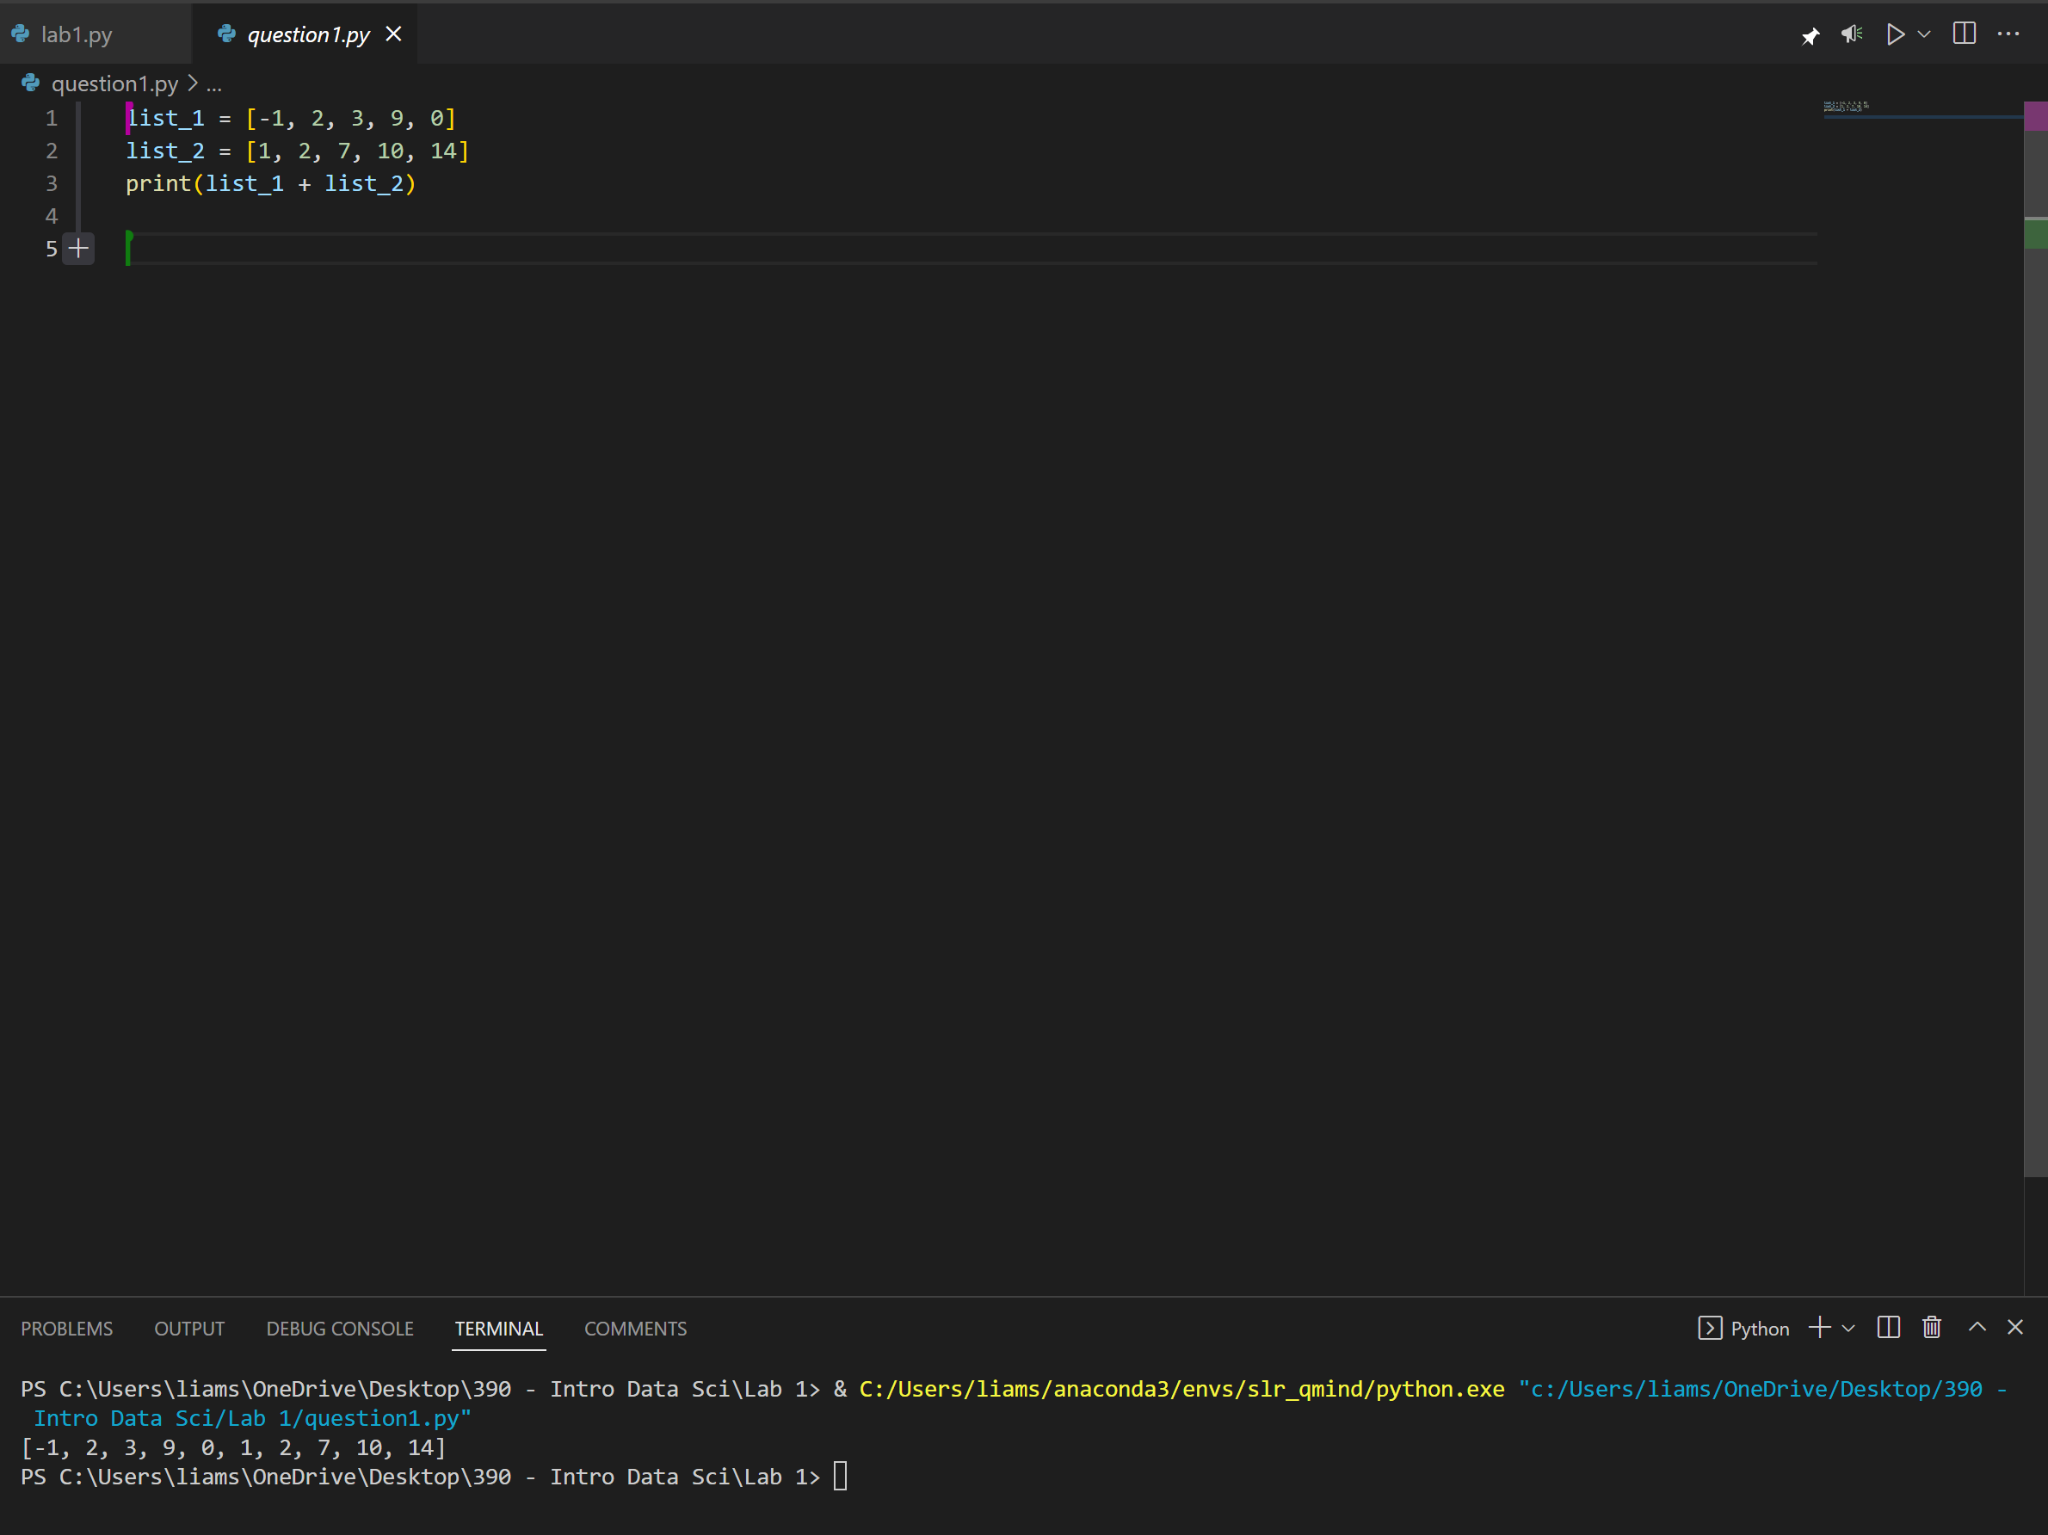 lab1.py
question1.py
question1.py > ...
1 list_1 = [-1, 2, 3, 9, 0]
2 list_2 = [1, 2, 7, 10, 14]
3 print(list_1 + list_2)
4
5
PROBLEMS OUTPUT DEBUG CONSOLE TERMINAL COMMENTS Python
PS C:\Users\liams\OneDrive\Desktop\390 - Intro Data Sci\Lab 1> & C:/Users/liams/anaconda3/envs/slr_qmind/python.exe "c:/Users/liams/OneDrive/Desktop/390 -
Intro Data Sci/Lab 1/question1.py"
[-1, 2, 3, 9, 0, 1, 2, 7, 10, 14]
PS C:\Users\liams\OneDrive\Desktop\390 - Intro Data Sci\Lab 1>